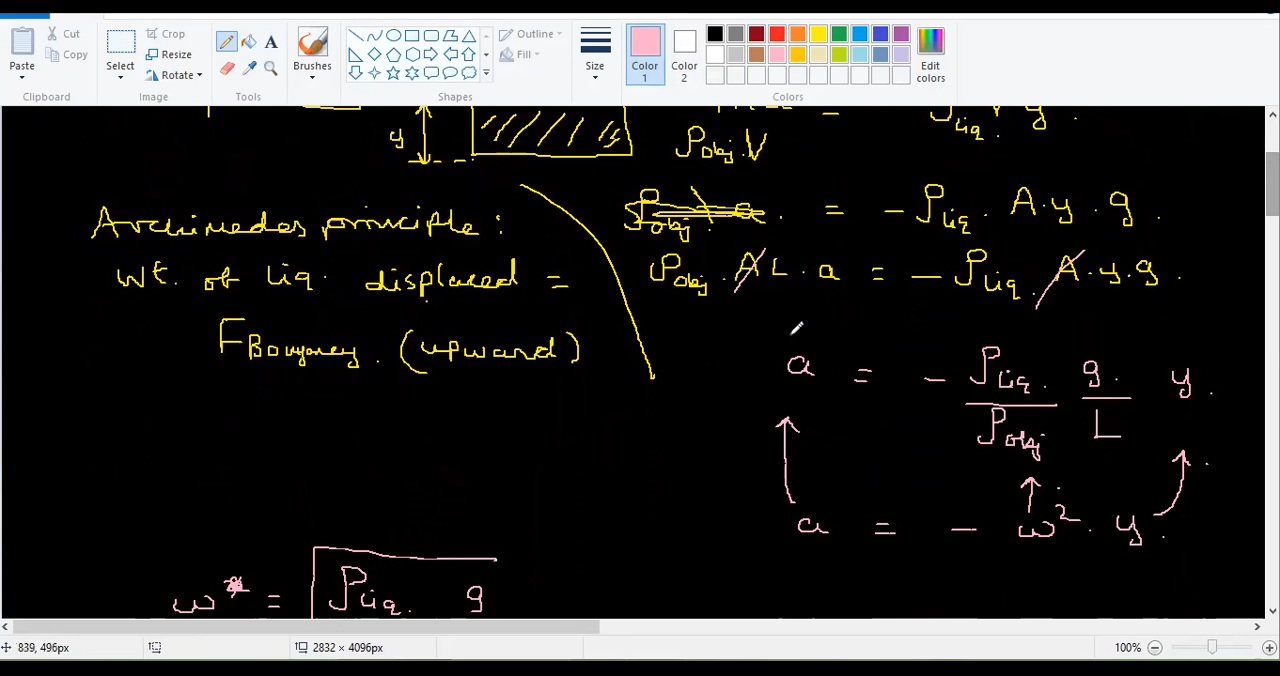 Cut
Copy
Paste
Clipboard
Crop
Resize
Rotate
Select
Image
A
Tools
Brushes
Outline
Fill
Shapes
Size
Color 1
Color 2
Edit colors
Colors
y
ρobj. V
ρLiq. y.
Archimedes principle:
Wt. of Liq. displaced =
FBouyancy. (upward)
ρobj. = -ρLiq. A.y.g.
ρobj. A L. a = -ρLiq. A.y.g.
a = - ρLiq. g. y.
ρobj L
a = - ω². y.
ω = √ρLiq. g
839, 496px
2832 × 4096px
100%